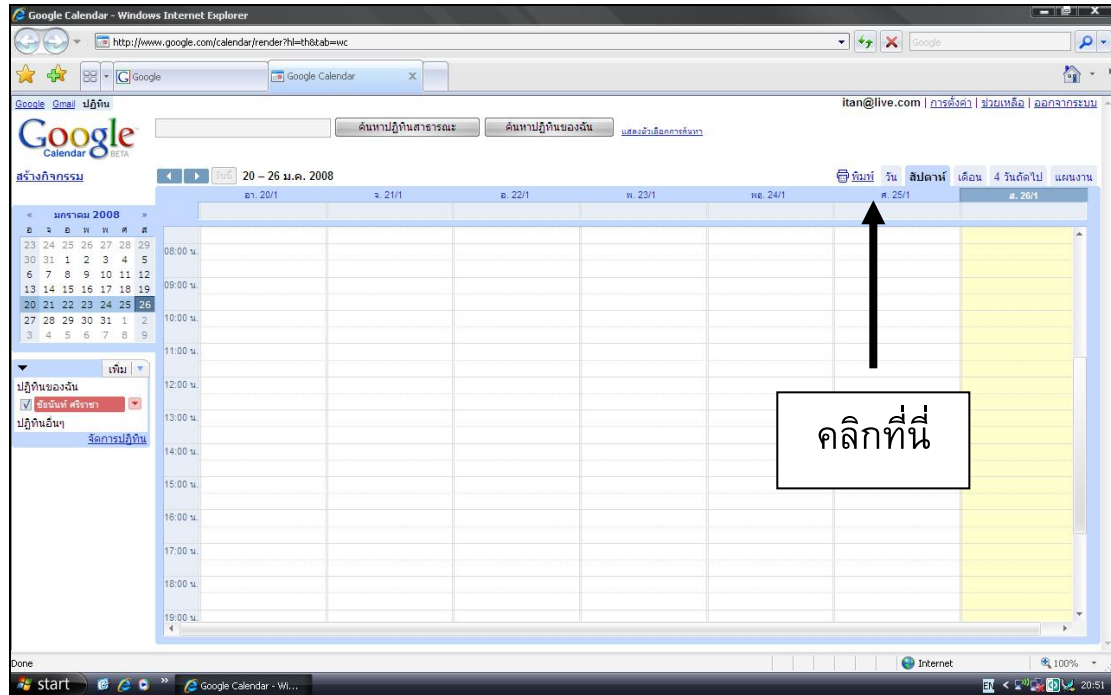 Google Calendar - Windows Internet Explorer
http://www.google.com/calendar/render?hl=th&tab=wc
Google
Google
Google Calendar
Google Gmail ปฏิทิน
itan@live.com | การตั้งค่า | ช่วยเหลือ | ออกจากระบบ
Google Calendar BETA
ค้นหาปฏิทินสาธารณะ ค้นหาปฏิทินของฉัน แสดงตัวเลือกการค้นหา
สร้างกิจกรรม
วันนี้ 20 – 26 ม.ค. 2008
พิมพ์ วัน สัปดาห์ เดือน 4 วันถัดไป แผนงาน
อา. 20/1 จ. 21/1 อ. 22/1 พ. 23/1 พฤ. 24/1 ศ. 25/1 ส. 26/1
« มกราคม 2008 »
อ จ อ พ พ ศ ส
23 24 25 26 27 28 29
30 31 1 2 3 4 5
6 7 8 9 10 11 12
13 14 15 16 17 18 19
20 21 22 23 24 25 26
27 28 29 30 31 1 2
3 4 5 6 7 8 9
เพิ่ม
ปฏิทินของฉัน
ชัยนันท์ ศรีราชา
ปฏิทินอื่นๆ
จัดการปฏิทิน
08:00 น.
09:00 น.
10:00 น.
11:00 น.
12:00 น.
13:00 น.
14:00 น.
15:00 น.
16:00 น.
17:00 น.
18:00 น.
19:00 น.
คลิกที่นี่
Done
Internet
100%
start
Google Calendar - Wi...
EN
20:51